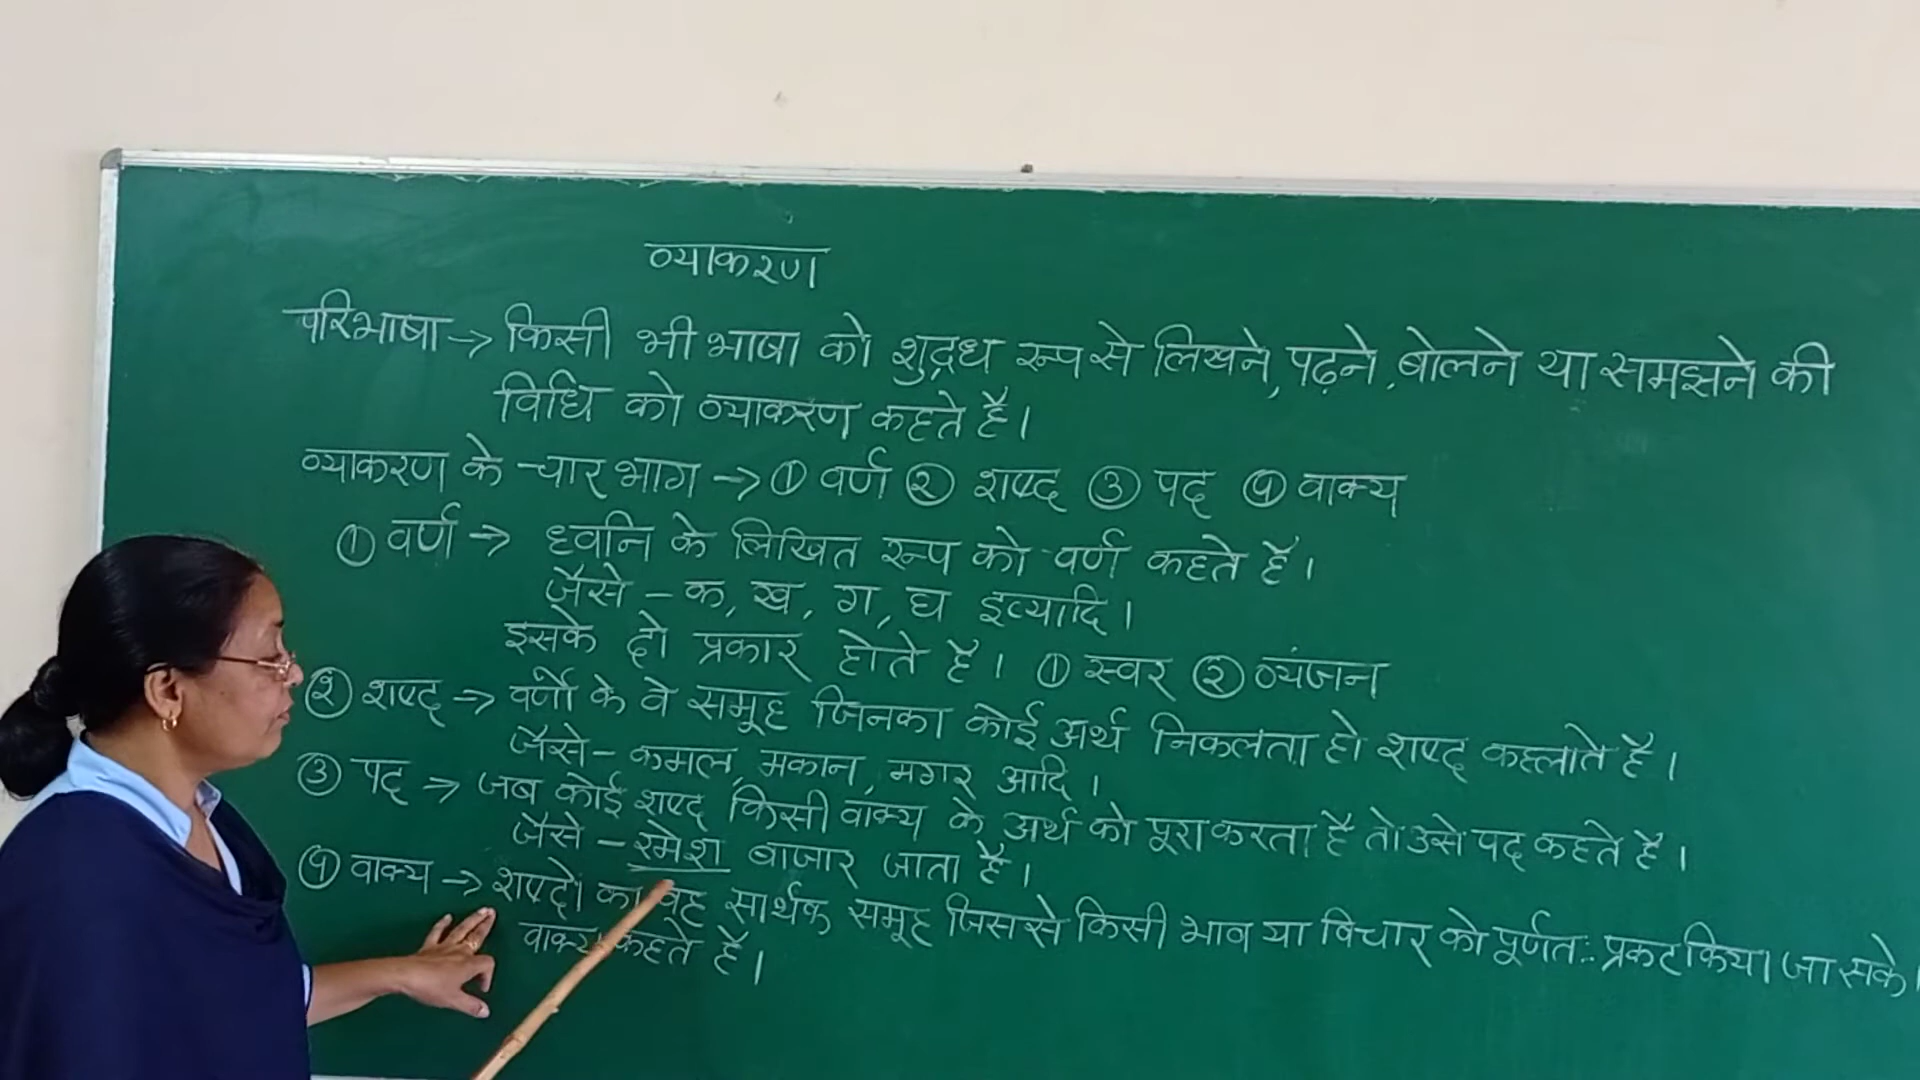 व्याकरण
परिभाषा → किसी भी भाषा को शुद्ध रूप से लिखने, पढ़ने, बोलने या समझने की
विधि को व्याकरण कहते है।
व्याकरण के चार भाग → ① वर्ण ② शब्द ③ पद ④ वाक्य
① वर्ण → ध्वनि के लिखित रूप को वर्ण कहते है।
जैसे - क, ख, ग, घ इत्यादि।
इसके दो प्रकार होते है। ① स्वर ② व्यंजन
② शब्द → वर्णो के वे समूह जिनका कोई अर्थ निकलता हो शब्द कहलाते है।
जैसे - कमल, मकान, मगर आदि।
③ पद → जब कोई शब्द किसी वाक्य के अर्थ को पूरा करता है तो उसे पद कहते है।
जैसे - रमेश बाजार जाता है।
④ वाक्य → शब्दो का वह सार्थक समूह जिससे किसी भाव या विचार को पूर्णतः प्रकट किया जा सके।
वाक्य कहते है।